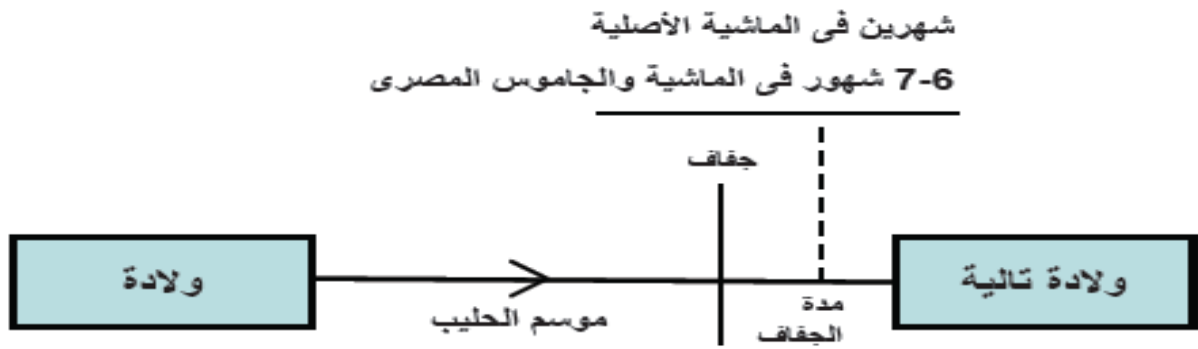 شهرين فى الماشية الأصلية
6-7 شهور فى الماشية والجاموس المصرى
جفاف
ولادة
ولادة تالية
موسم الحليب
مدة
الجفاف